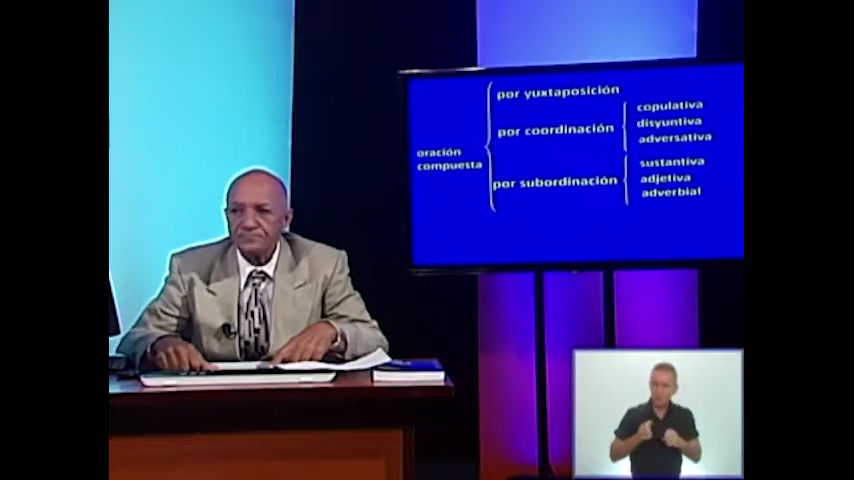 por yuxtaposición
copulativa
por coordinación
disyuntiva
adversativa
oración
compuesta
sustantiva
por subordinación
adjetiva
adverbial